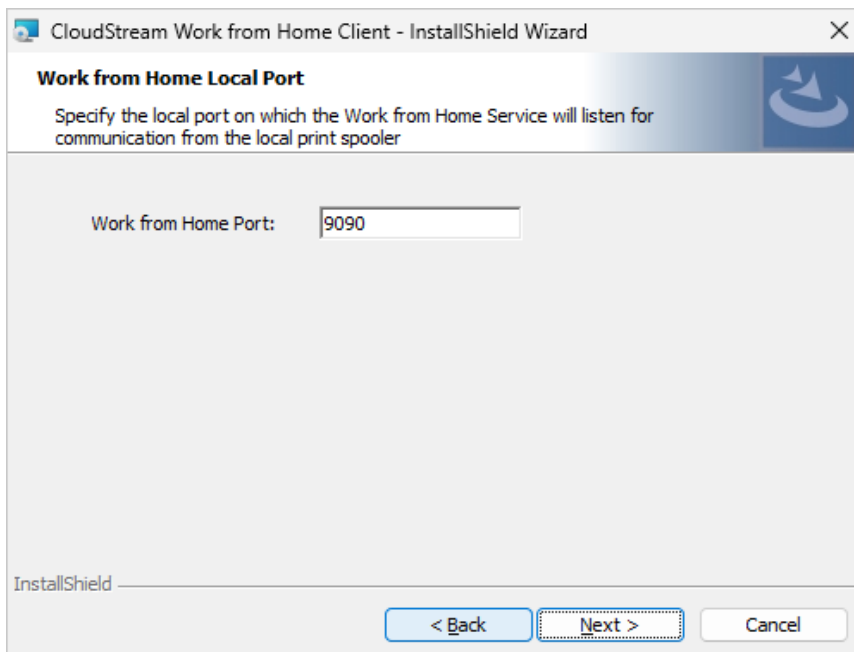 CloudStream Work from Home Client - InstallShield Wizard
Work from Home Local Port
Specify the local port on which the Work from Home Service will listen for
communication from the local print spooler
Work from Home Port: 9090
InstallShield
< Back Next > Cancel